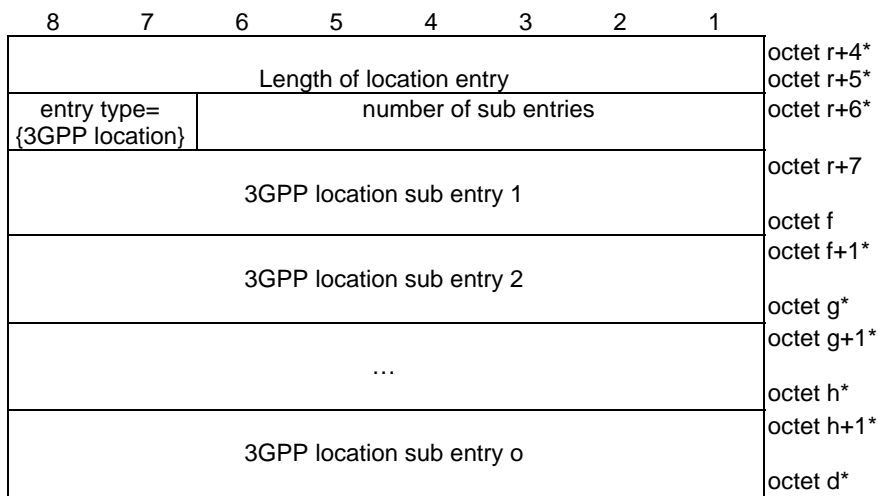 8 7 6 5 4 3 2 1
octet r+4*
Length of location entry octet r+5*
entry type= number of sub entries octet r+6*
{3GPP location}
octet r+7
3GPP location sub entry 1
octet f
octet f+1*
3GPP location sub entry 2
octet g*
octet g+1*
…
octet h*
octet h+1*
3GPP location sub entry o
octet d*